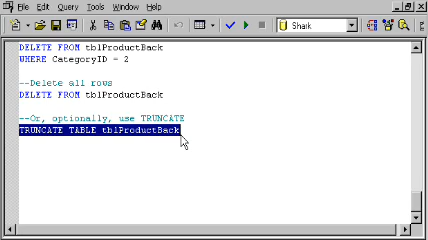 File Edit Query Tools Window Help
Shark
DELETE FROM tblProductBack
WHERE CategoryID = 2
--Delete all rows
DELETE FROM tblProductBack
--Or, optionally, use TRUNCATE
TRUNCATE TABLE tblProductBack